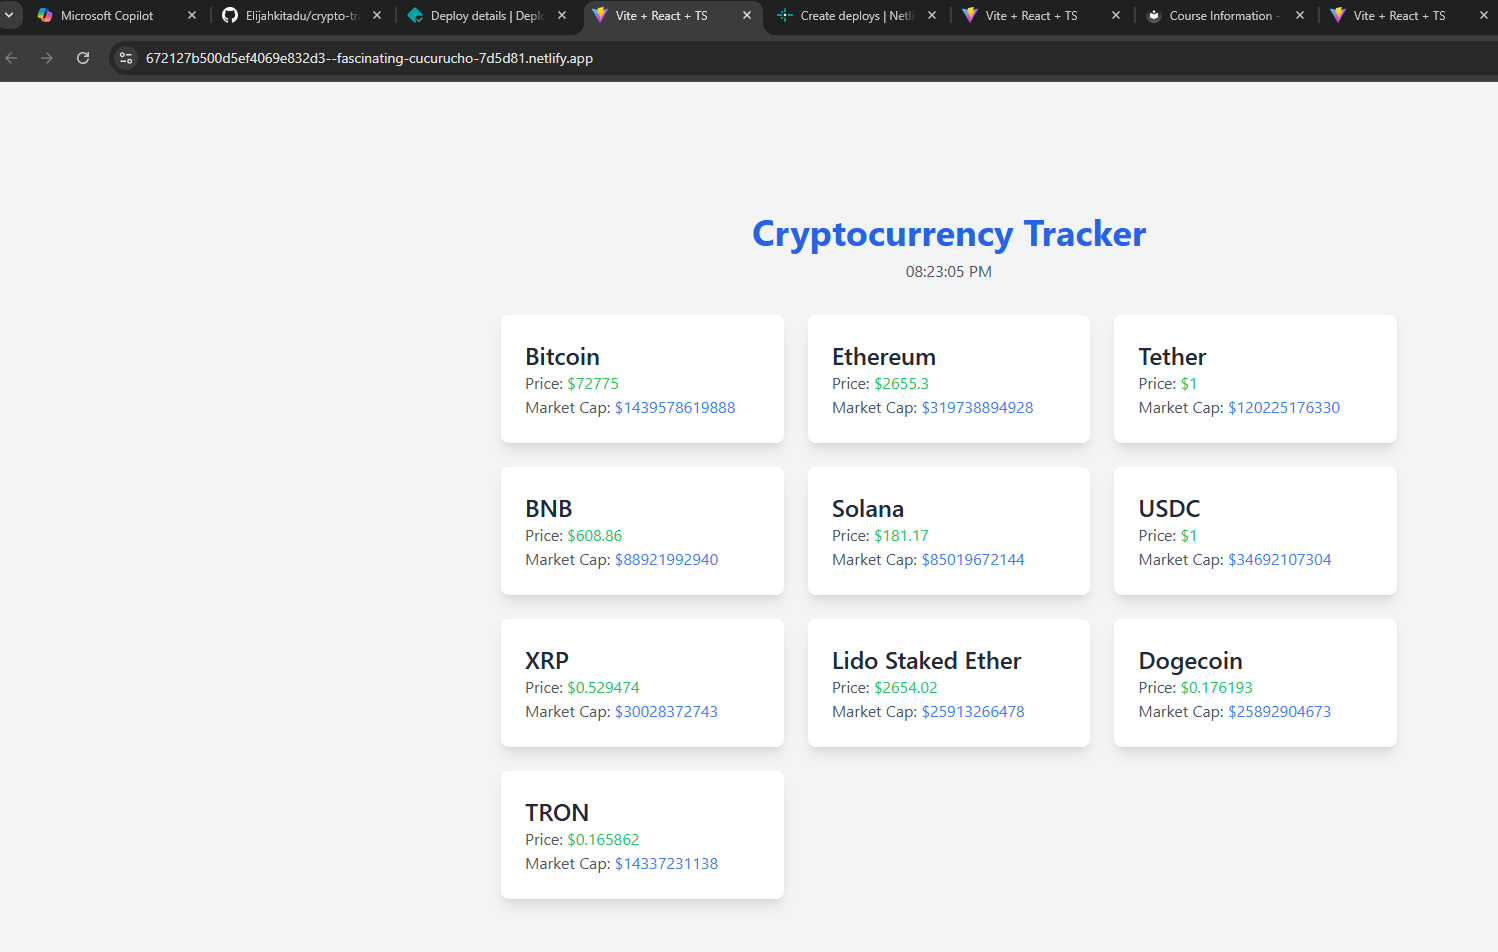 Microsoft Copilot
Elijahkitadu/crypto-tr
Deploy details | Deplo
Vite + React + TS
Create deploys | Netli
Vite + React + TS
Course Information -
Vite + React + TS
672127b500d5ef4069e832d3--fascinating-cucurucho-7d5d81.netlify.app
Cryptocurrency Tracker
08:23:05 PM
Bitcoin
Price: $72775
Market Cap: $1439578619888
Ethereum
Price: $2655.3
Market Cap: $319738894928
Tether
Price: $1
Market Cap: $120225176330
BNB
Price: $608.86
Market Cap: $88921992940
Solana
Price: $181.17
Market Cap: $85019672144
USDC
Price: $1
Market Cap: $34692107304
XRP
Price: $0.529474
Market Cap: $30028372743
Lido Staked Ether
Price: $2654.02
Market Cap: $25913266478
Dogecoin
Price: $0.176193
Market Cap: $25892904673
TRON
Price: $0.165862
Market Cap: $14337231138